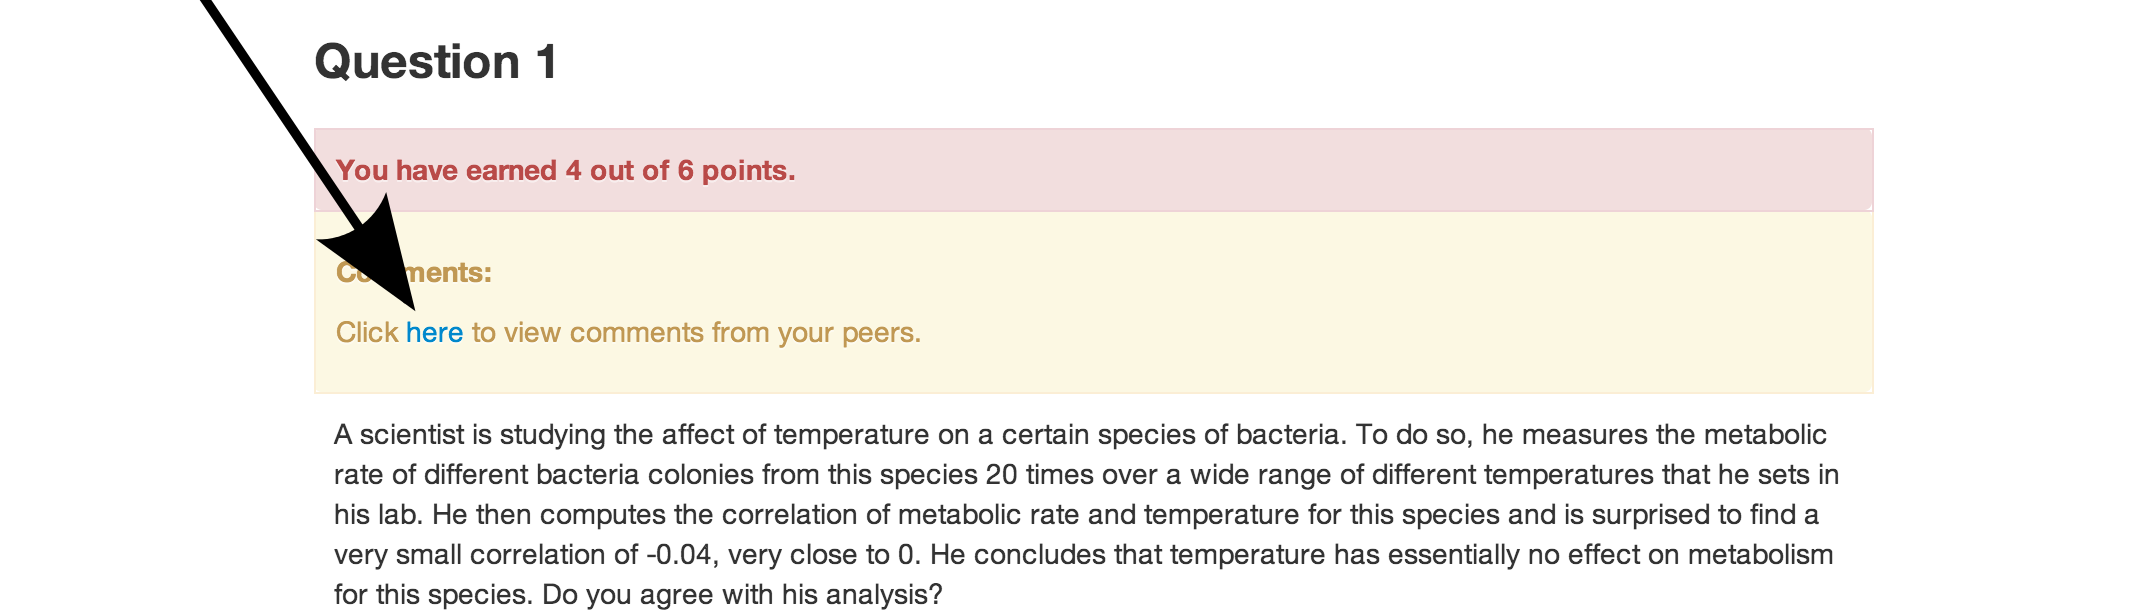 Question 1
You have earned 4 out of 6 points.
Comments:
Click here to view comments from your peers.
A scientist is studying the affect of temperature on a certain species of bacteria. To do so, he measures the metabolic
rate of different bacteria colonies from this species 20 times over a wide range of different temperatures that he sets in
his lab. He then computes the correlation of metabolic rate and temperature for this species and is surprised to find a
very small correlation of -0.04, very close to 0. He concludes that temperature has essentially no effect on metabolism
for this species. Do you agree with his analysis?